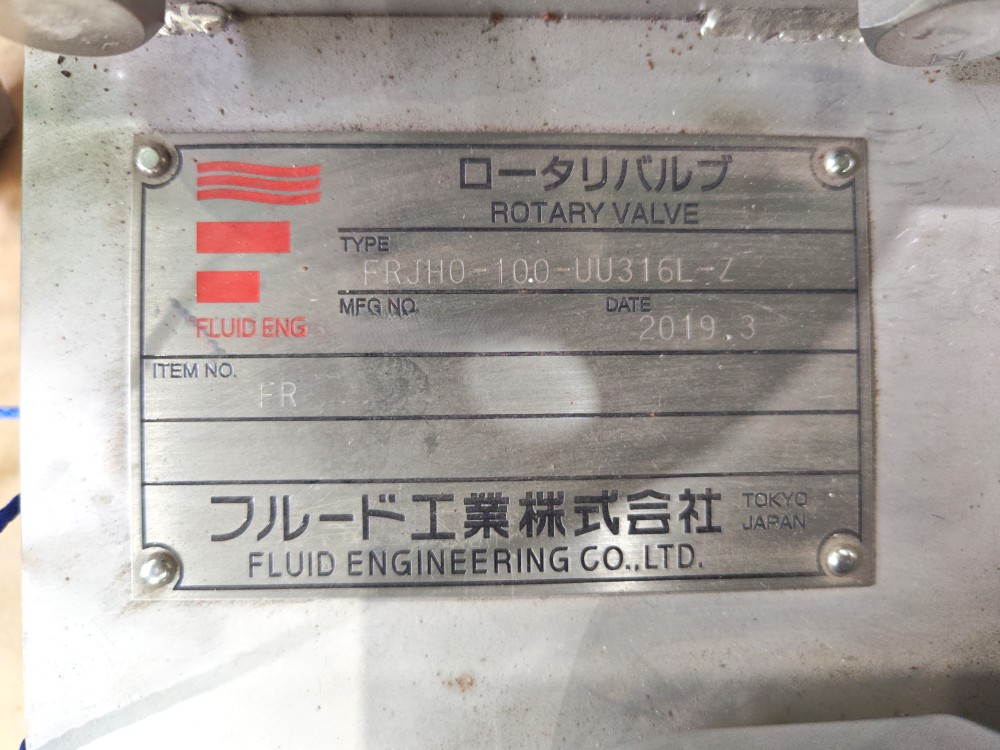 ロータリバルブ
ROTARY VALVE
TYPE
FRJH0-100-UU316L-Z
MFG NO. DATE
2019.3
FLUID ENG
ITEM NO.
FR
フルード工業株式会社 TOKYO JAPAN
FLUID ENGINEERING CO.,LTD.